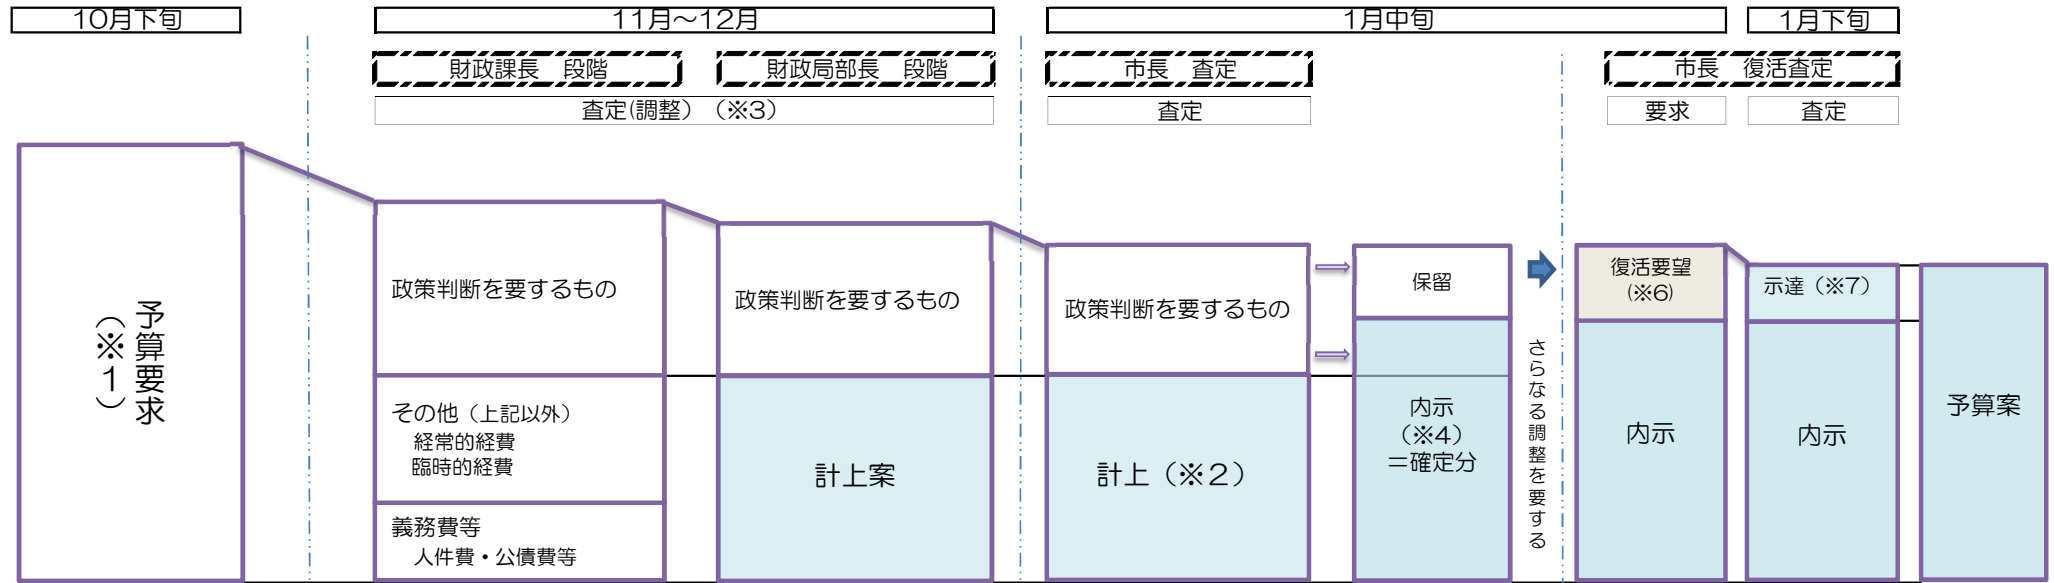 10月下旬
11月～12月
1月中旬
1月下旬
財政課長　段階
財政局部長　段階
市長　査定
市長　復活査定
査定(調整）（※3）
査定
要求
査定
予算要求
（※1）
政策判断を要するもの
その他（上記以外）
経常的経費
臨時的経費
義務費等
人件費・公債費等
政策判断を要するもの
計上案
政策判断を要するもの
計上（※2）
保留
内示
（※4）
＝確定分
さらなる調整を要する
復活要望
(※6)
内示
示達（※7）
内示
予算案